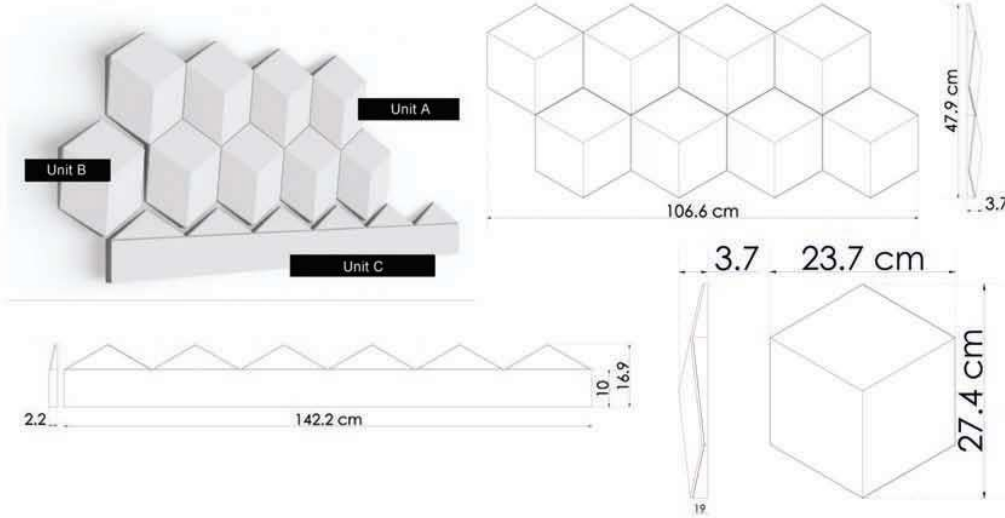 Unit A
Unit B
Unit C
47.9 cm
106.6 cm
3,7
3.7
23.7 cm
27.4 cm
19
10
16.9
2.2
142.2 cm